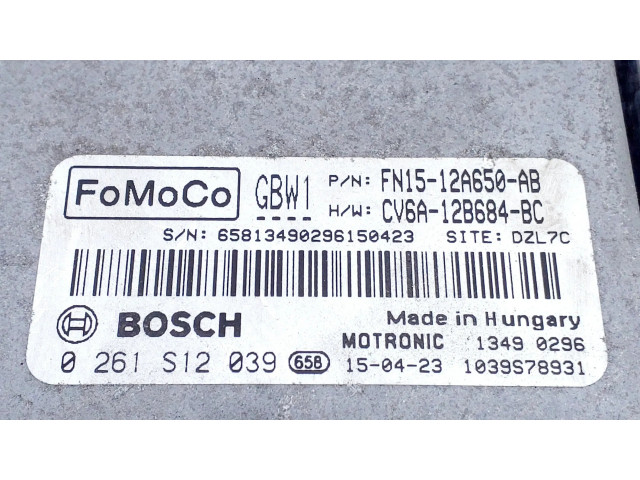 FoMoCo GBW1 P/N: FN15-12A650-AB
H/W: CV6A-12B684-BC
S/N: 65813490296150423 SITE: DZL7C
BOSCH Made in Hungary
MOTRONIC 1349 0296
0 261 S12 039 658 15-04-23 1039S78931